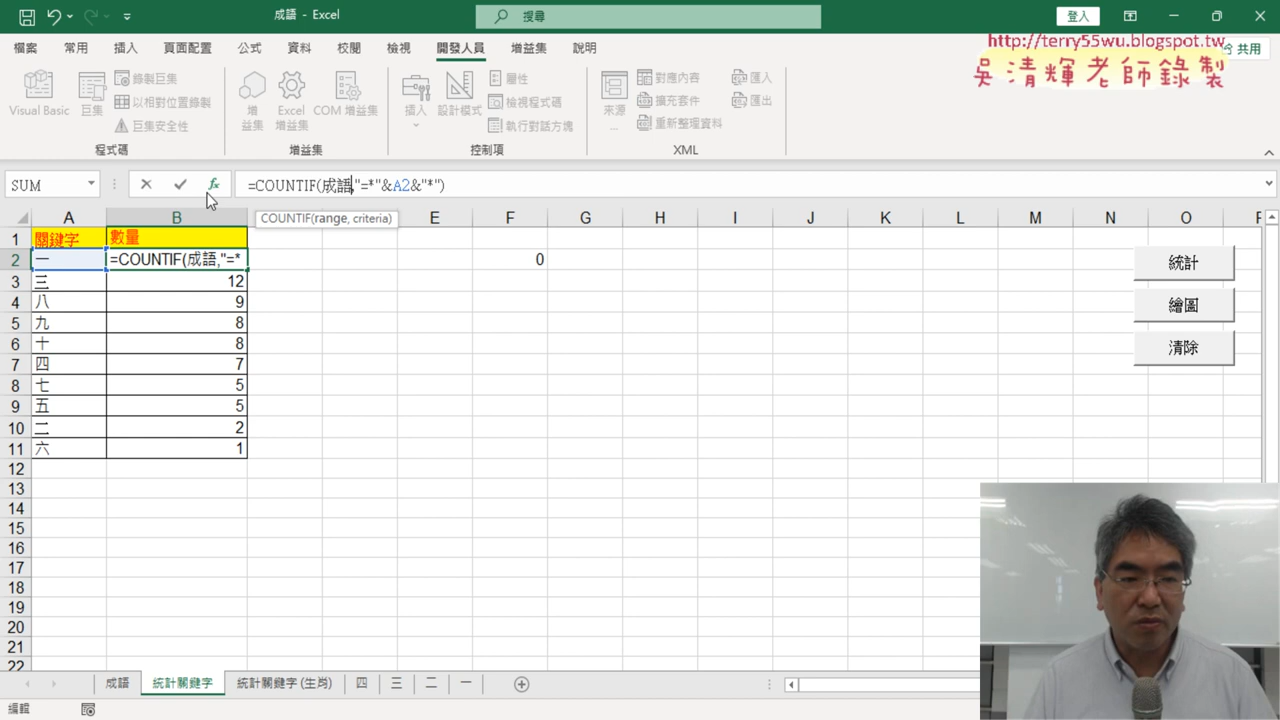 成語 - Excel
搜尋
登入
檔案 常用 插入 頁面配置 公式 資料 校閱 檢視 開發人員 增益集 說明
http://terry55wu.blogspot.tw
共用
吳清輝老師錄製
Visual Basic 巨集 錄製巨集 以相對位置錄製 巨集安全性
程式碼
增益集 Excel 增益集 COM 增益集
增益集
插入 設計模式 屬性 檢視程式碼 執行對話方塊
控制項
來源... 對應內容 擴充套件 重新整理資料 匯入 匯出
XML
SUM
=COUNTIF(成語,"=*"&A2&"*")
COUNTIF(range, criteria)
A B E F G H I J K L M N O
1 關鍵字 數量
2 一 =COUNTIF(成語,"=* 0
3 三 12
4 八 9
5 九 8
6 十 8
7 四 7
8 七 5
9 五 5
10 二 2
11 六 1
12
13
14
15
16
17
18
19
20
21
22
統計
繪圖
清除
成語 統計關鍵字 統計關鍵字 (生肖) 四 三 二 一
編輯